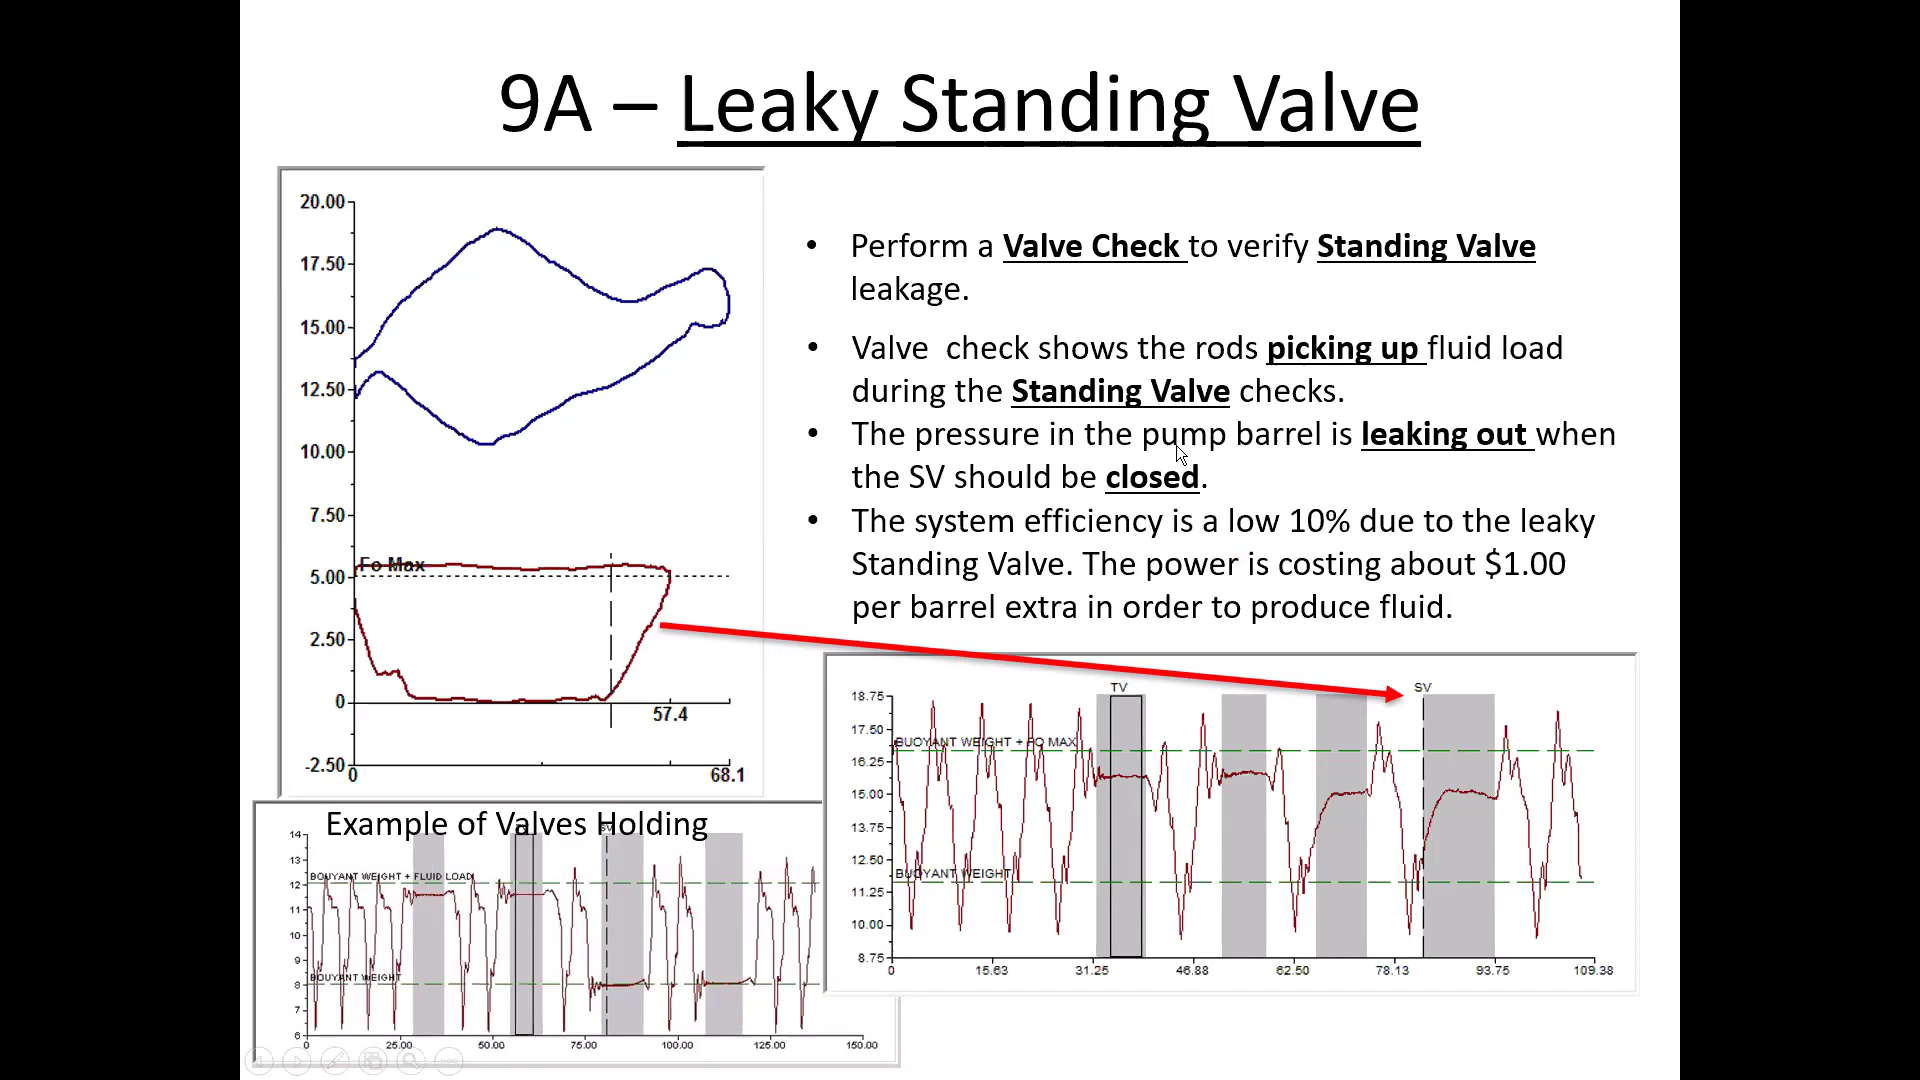 9A – Leaky Standing Valve
20.00
17.50
15.00
12.50
10.00
7.50
Fo Max
5.00
2.50
0
57.4
-2.50
0
68.1
• Perform a Valve Check to verify Standing Valve
leakage.
• Valve check shows the rods picking up fluid load
during the Standing Valve checks.
• The pressure in the pump barrel is leaking out when
the SV should be closed.
• The system efficiency is a low 10% due to the leaky
Standing Valve. The power is costing about $1.00
per barrel extra in order to produce fluid.
TV
SV
18.75
17.50
BUOYANT WEIGHT + FO MAX
16.25
15.00
13.75
12.50
BUOYANT WEIGHT
11.25
10.00
8.75
0 15.63 31.25 46.88 62.50 78.13 93.75 109.38
Example of Valves Holding
14
13
BOUYANT WEIGHT + FLUID LOAD
12
11
10
9
BOUYANT WEIGHT
8
7
6
0 25.00 50.00 75.00 100.00 125.00 150.00